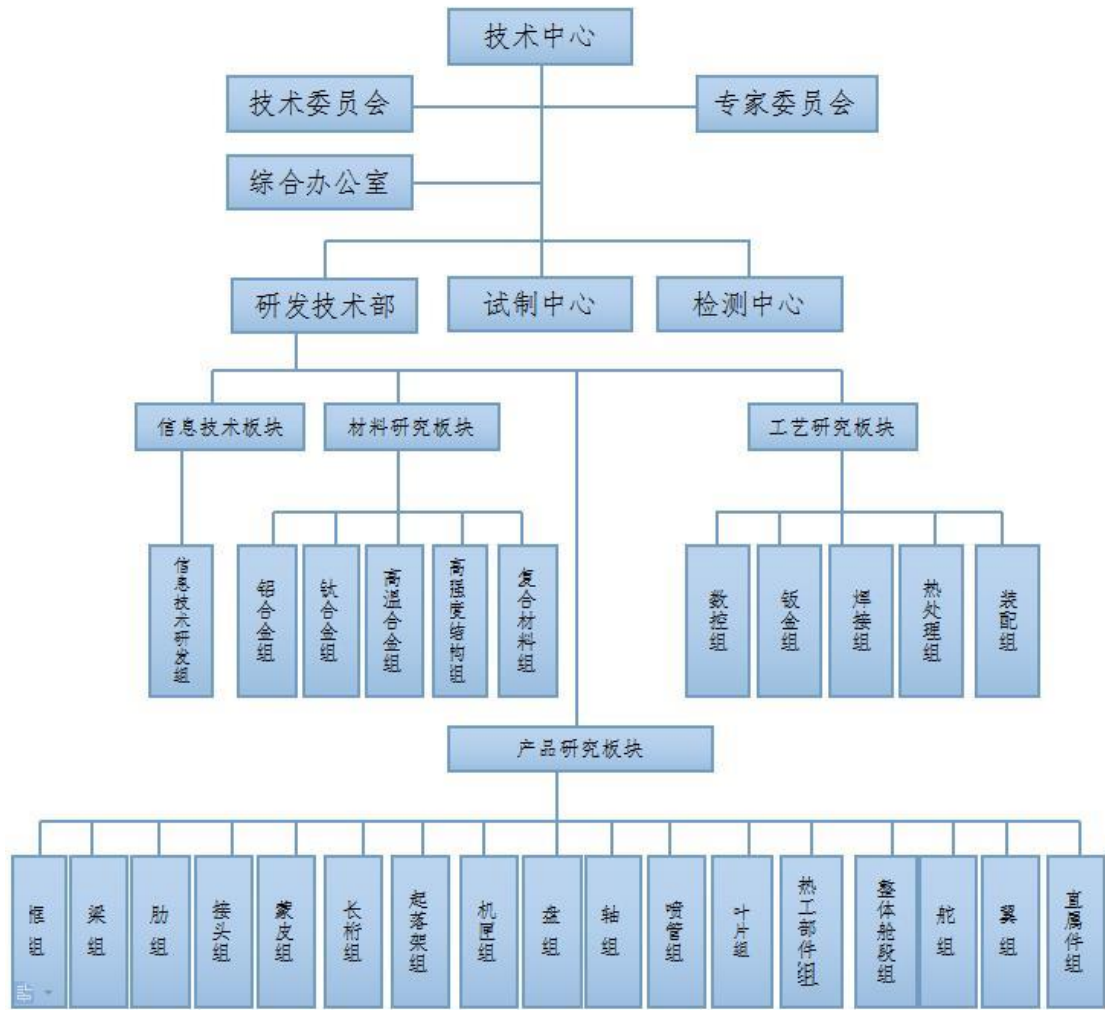 技术中心
技术委员会
专家委员会
综合办公室
研发技术部
试制中心
检测中心
信息技术板块
材料研究板块
工艺研究板块
信息技术研发组
铝合金组
钛合金组
高温合金组
高强度结构组
复合材料组
数控组
钣金组
焊接组
热处理组
装配组
产品研究板块
框组
梁组
肋组
接头组
蒙皮组
长桁组
起落架组
机匣组
盘组
轴组
喷管组
叶片组
热工部件组
整体舱段组
舵组
翼组
直属件组